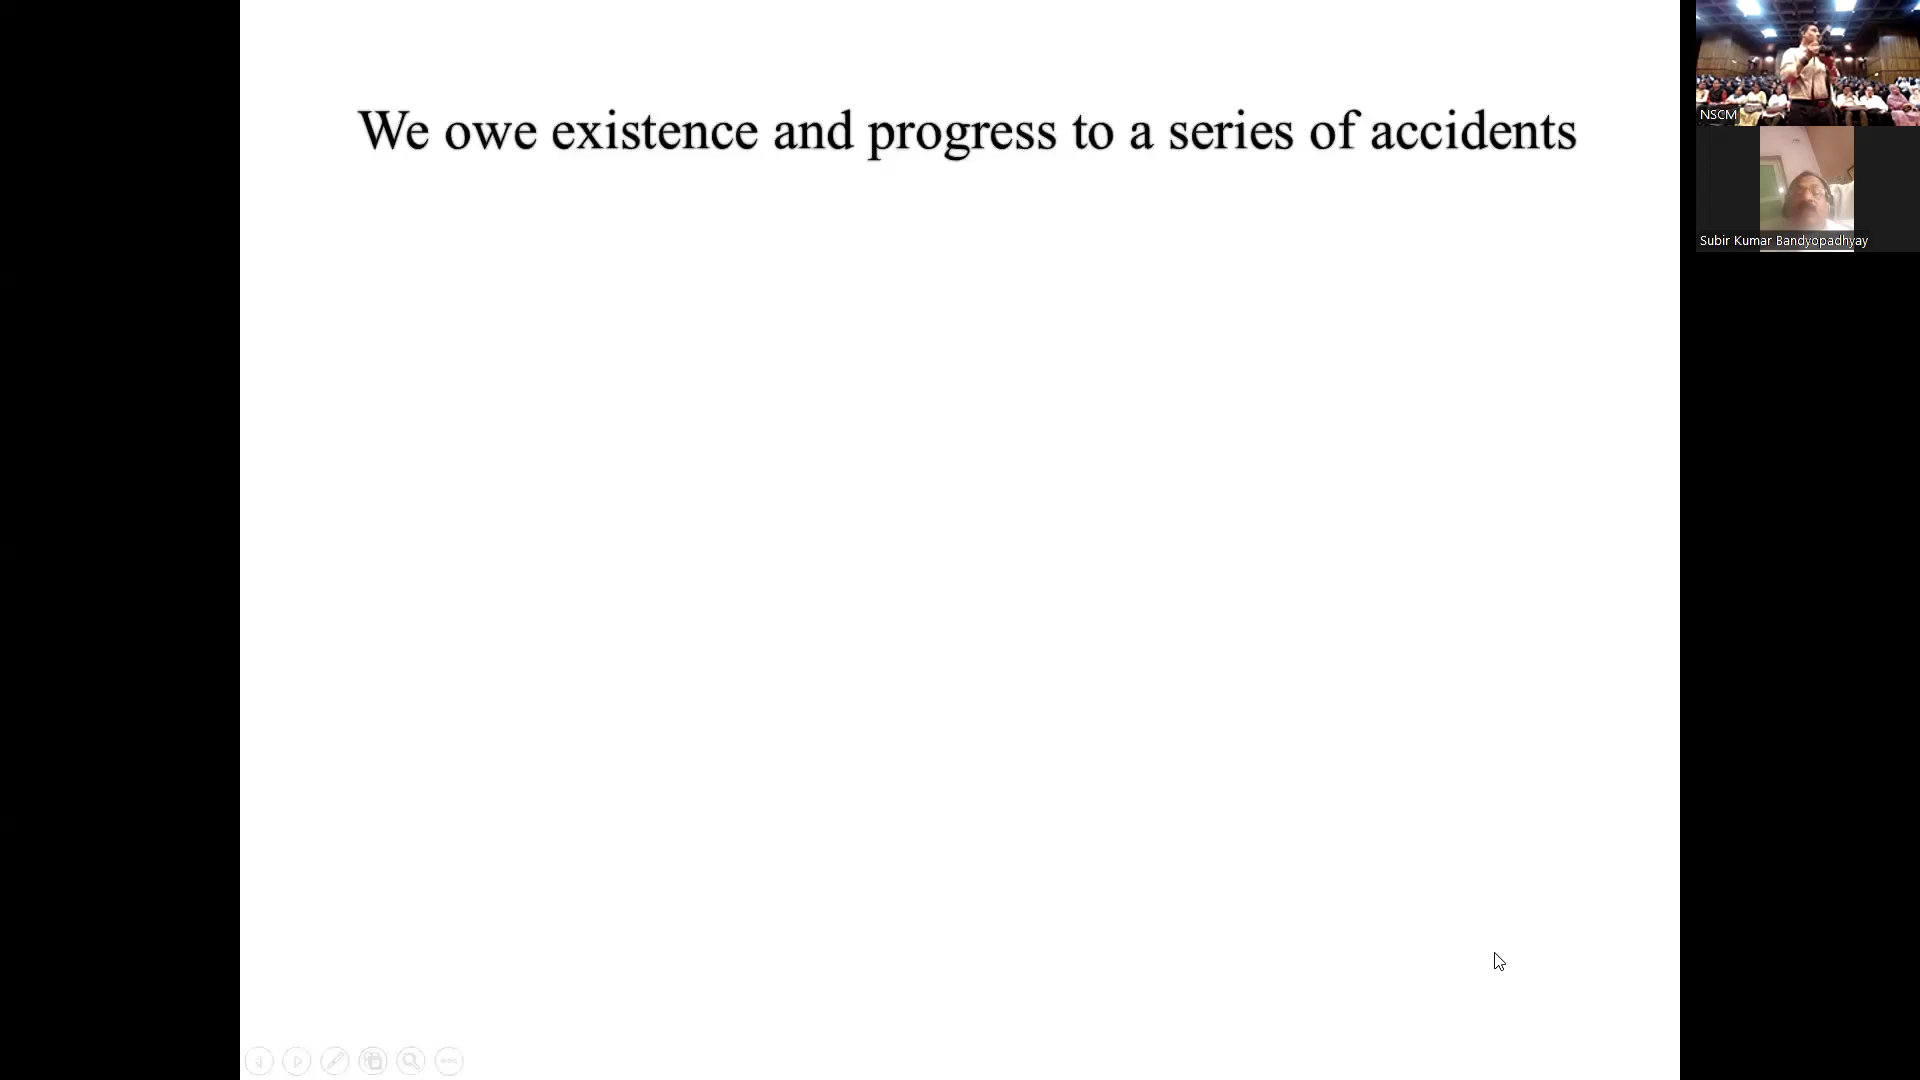 We owe existence and progress to a series of accidents
NSCM
Subir Kumar Bandyopadhyay